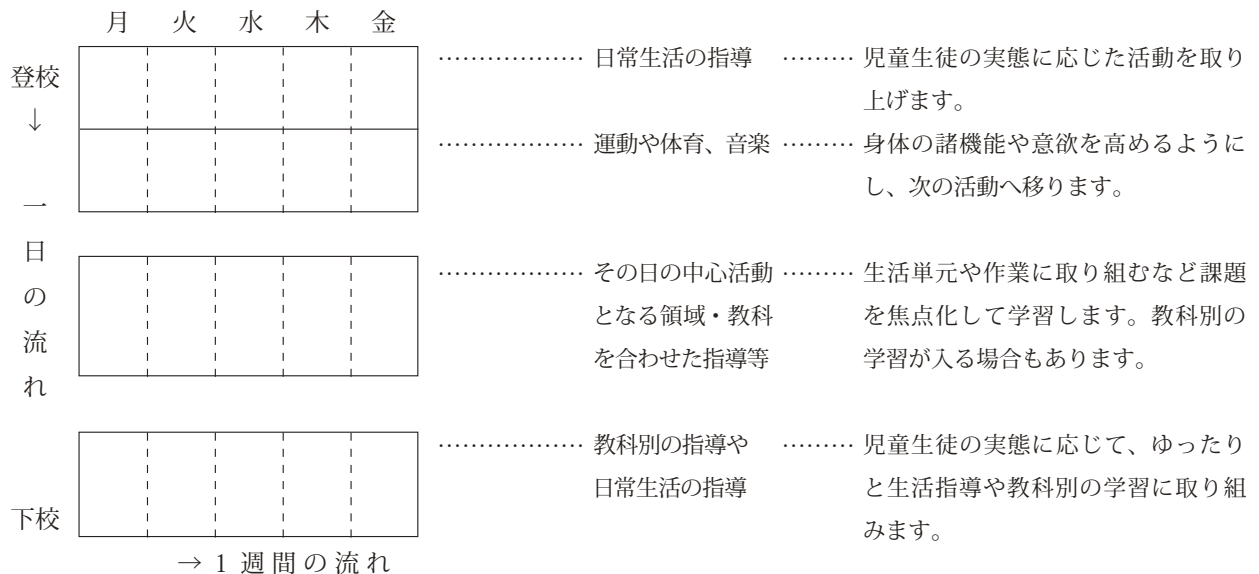 月 火 水 木 金
登校
↓
一日の流れ
下校
……………… 日常生活の指導 ……… 児童生徒の実態に応じた活動を取り
上げます。
……………… 運動や体育、音楽 ……… 身体の諸機能や意欲を高めるように
し、次の活動へ移ります。
……………… その日の中心活動 ……… 生活単元や作業に取り組むなど課題
となる領域・教科 を焦点化して学習します。教科別の
を合わせた指導等 学習が入る場合もあります。
……………… 教科別の指導や ……… 児童生徒の実態に応じて、ゆったり
日常生活の指導 と生活指導や教科別の学習に取り組
みます。
→ 1 週間の流れ